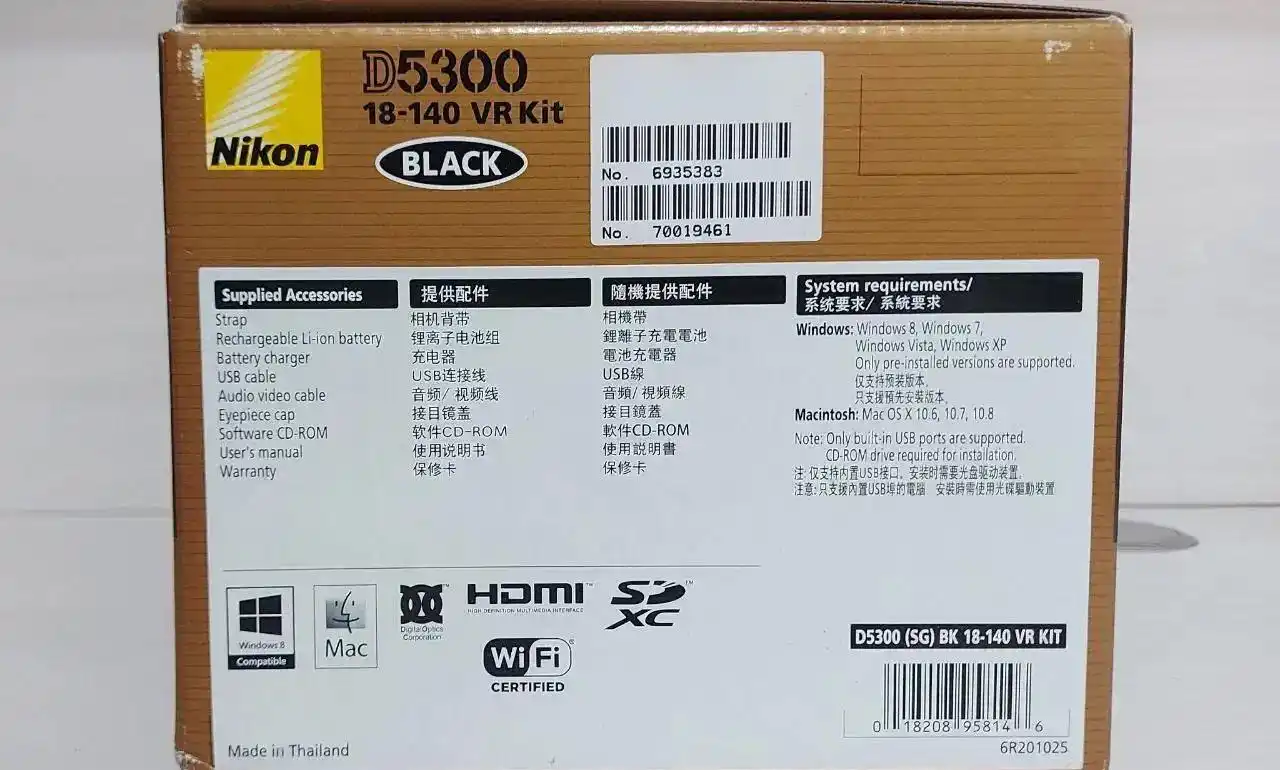 Nikon
D5300
18-140 VR Kit
BLACK
No. 6935383
No. 70019461
Supplied Accessories
Strap
Rechargeable Li-ion battery
Battery charger
USB cable
Audio video cable
Eyepiece cap
Software CD-ROM
User's manual
Warranty
提供配件
相机背带
锂离子电池组
充电器
USB连接线
音频/ 视频线
接目镜盖
软件CD-ROM
使用说明书
保修卡
隨機提供配件
相機帶
鋰離子充電電池
電池充電器
USB線
音頻/ 視頻線
接目鏡蓋
軟件CD-ROM
使用説明書
保修卡
System requirements/
系统要求/ 系統要求
Windows: Windows 8, Windows 7,
Windows Vista, Windows XP
Only pre-installed versions are supported.
仅支持预装版本。
只支援預先安裝版本。
Macintosh: Mac OS X 10.6, 10.7, 10.8
Note: Only built-in USB ports are supported.
CD-ROM drive required for installation.
注: 仅支持内置USB接口。安装时需要光盘驱动装置。
注意: 只支援內置USB埠的電腦 安裝時需使用光碟驅動裝置
Windows 8
Compatible
Mac
DigitalOptics
Corporation
™
HDMI™
HIGH-DEFINITION MULTIMEDIA INTERFACE
SD™
XC
Wi Fi®
CERTIFIED
D5300 (SG) BK 18-140 VR KIT
0 18208 95814 6
6R201025
Made in Thailand